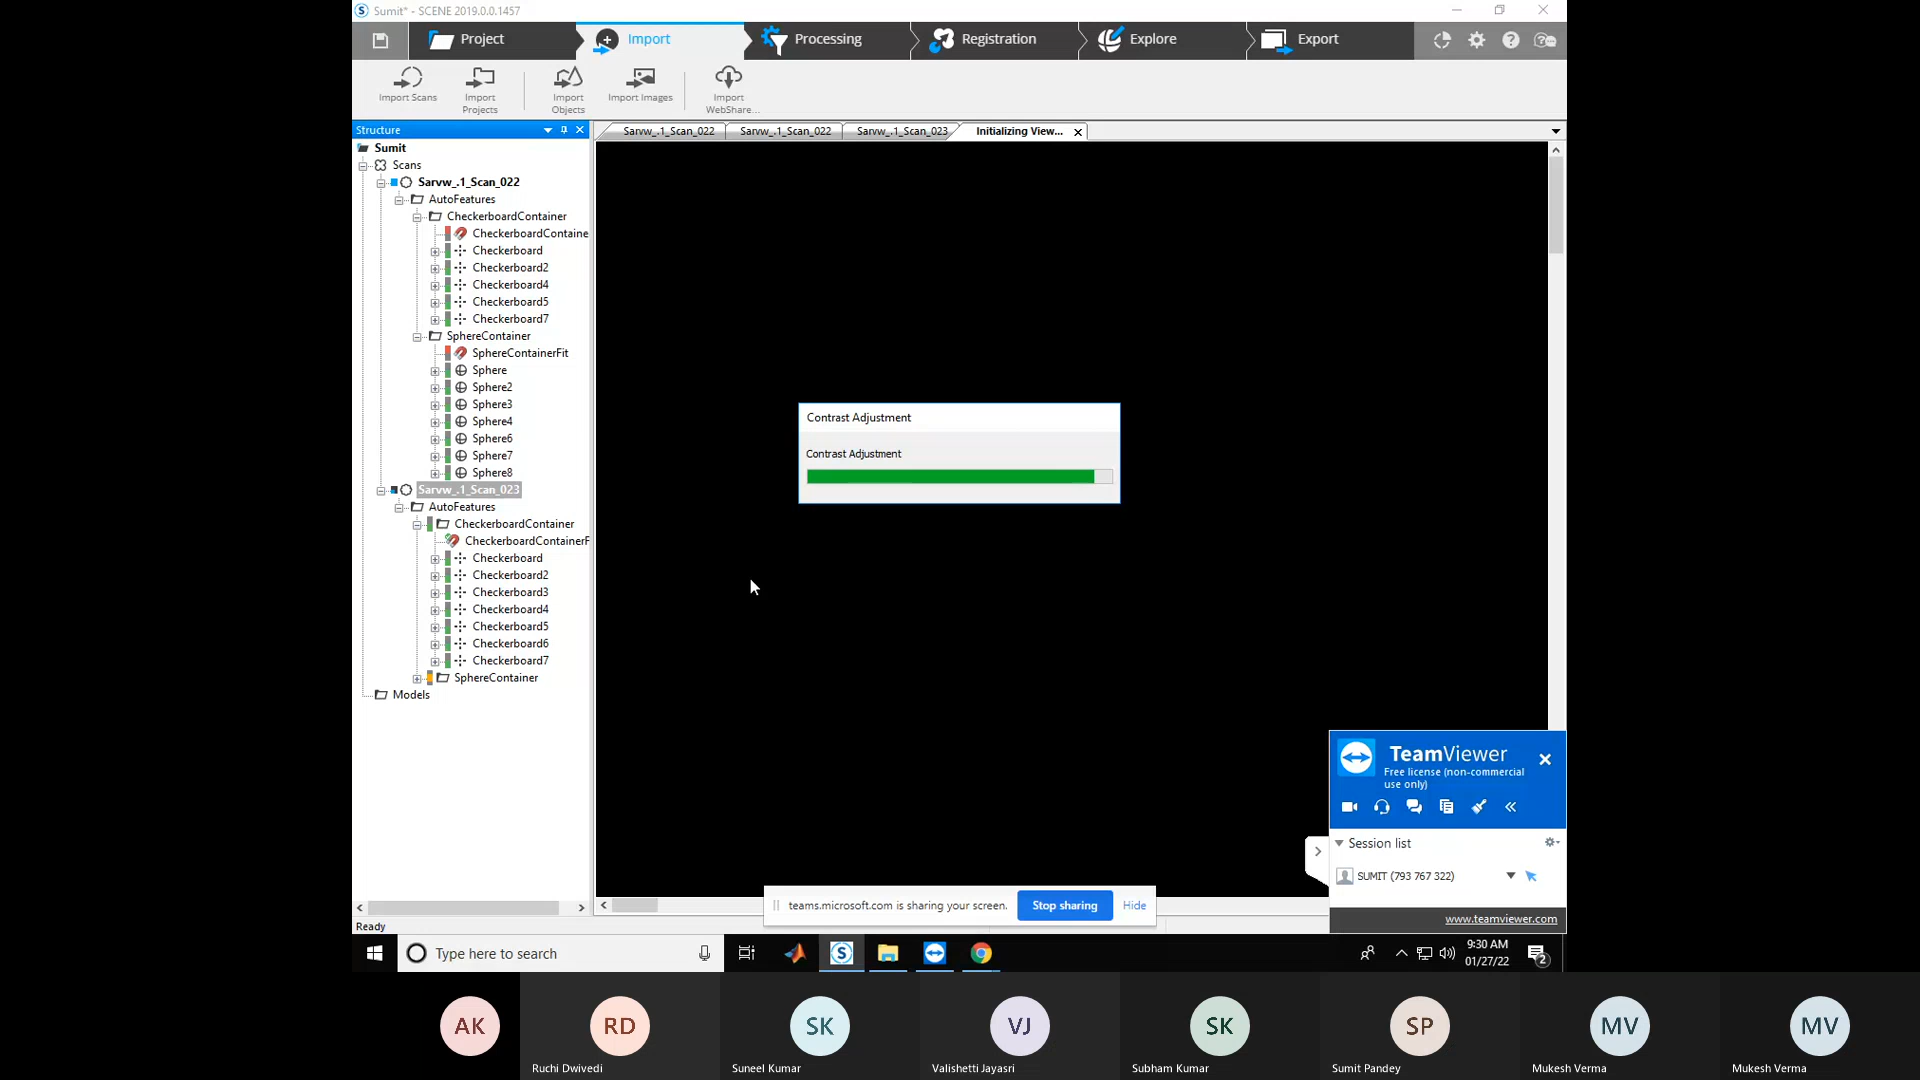 Sumit* - SCENE 2019.0.0.1457
Project
Import
Processing
Registration
Explore
Export
Import Scans
Import Projects
Import Objects
Import Images
Import WebShare...
Structure
Sarvw_.1_Scan_022
Sarvw_.1_Scan_022
Sarvw_.1_Scan_023
Initializing View...
Sumit
Scans
Sarvw_.1_Scan_022
AutoFeatures
CheckerboardContainer
CheckerboardContaine
Checkerboard
Checkerboard2
Checkerboard4
Checkerboard5
Checkerboard7
SphereContainer
SphereContainerFit
Sphere
Sphere2
Sphere3
Sphere4
Sphere6
Sphere7
Sphere8
Sarvw_.1_Scan_023
AutoFeatures
CheckerboardContainer
CheckerboardContainerF
Checkerboard
Checkerboard2
Checkerboard3
Checkerboard4
Checkerboard5
Checkerboard6
Checkerboard7
SphereContainer
Models
Contrast Adjustment
Contrast Adjustment
TeamViewer
Free license (non-commercial
use only)
Session list
SUMIT (793 767 322)
www.teamviewer.com
teams.microsoft.com is sharing your screen.
Stop sharing
Hide
Ready
Type here to search
9:30 AM
01/27/22
2
AK
RD
Ruchi Dwivedi
SK
Suneel Kumar
VJ
Valishetti Jayasri
SK
Subham Kumar
SP
Sumit Pandey
MV
Mukesh Verma
MV
Mukesh Verma